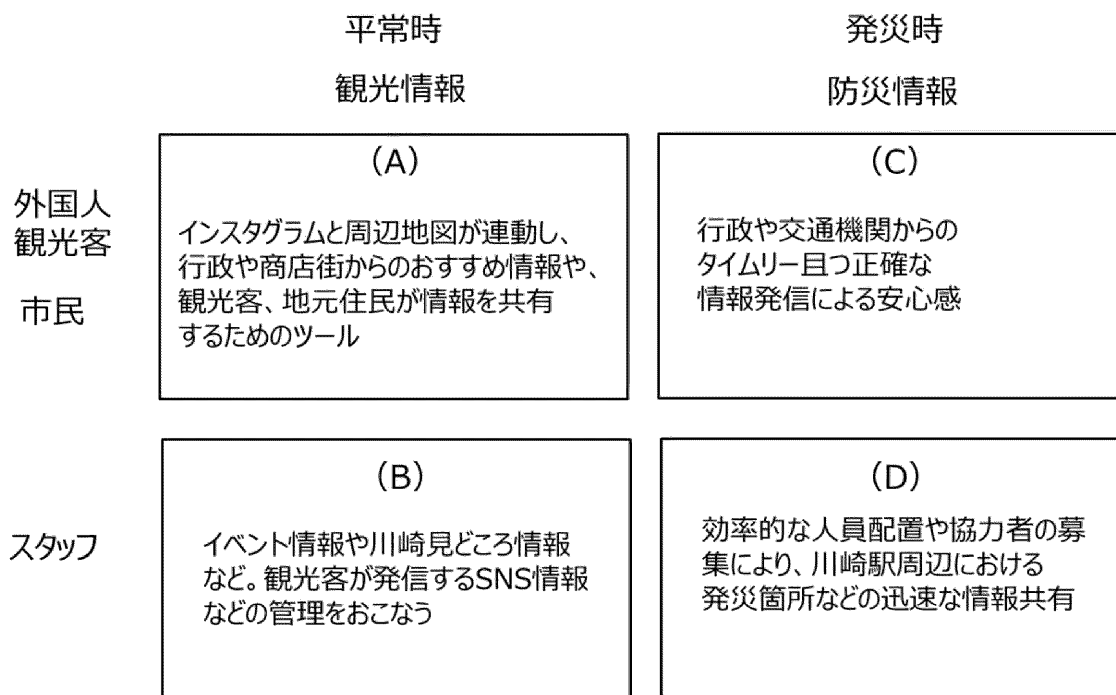 平常時
発災時
観光情報
防災情報
外国人
観光客
市民
(A)
インスタグラムと周辺地図が連動し、
行政や商店街からのおすすめ情報や、
観光客、地元住民が情報を共有
するためのツール
(C)
行政や交通機関からの
タイムリー且つ正確な
情報発信による安心感
スタッフ
(B)
イベント情報や川崎見どころ情報
など。観光客が発信するSNS情報
などの管理をおこなう
(D)
効率的な人員配置や協力者の募
集により、川崎駅周辺における
発災箇所などの迅速な情報共有